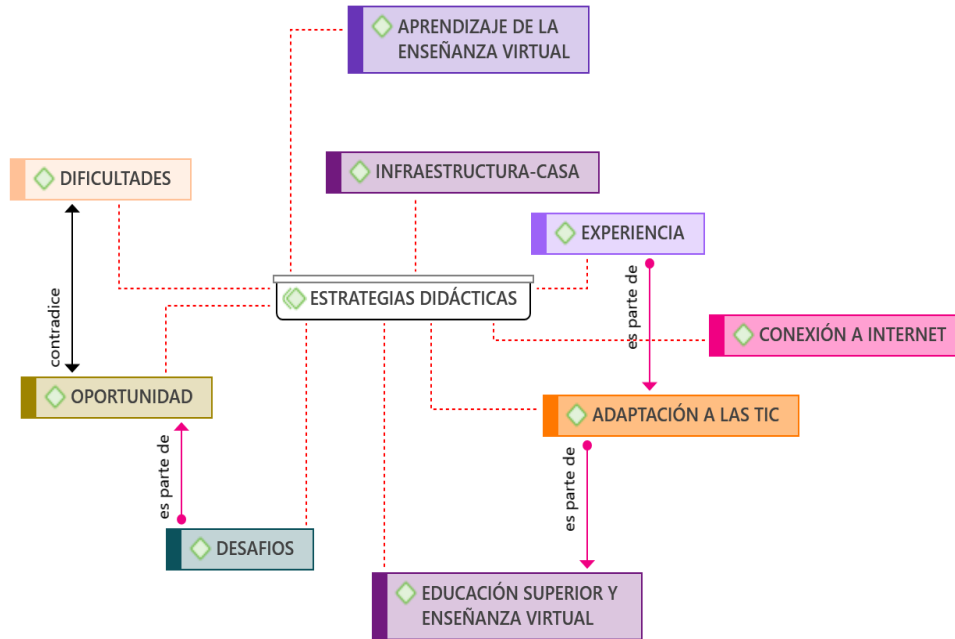 APRENDIZAJE DE LA
ENSEÑANZA VIRTUAL
DIFICULTADES
INFRAESTRUCTURA-CASA
EXPERIENCIA
ESTRATEGIAS DIDÁCTICAS
contradice
es parte de
CONEXIÓN A INTERNET
OPORTUNIDAD
ADAPTACIÓN A LAS TIC
es parte de
es parte de
DESAFIOS
EDUCACIÓN SUPERIOR Y
ENSEÑANZA VIRTUAL